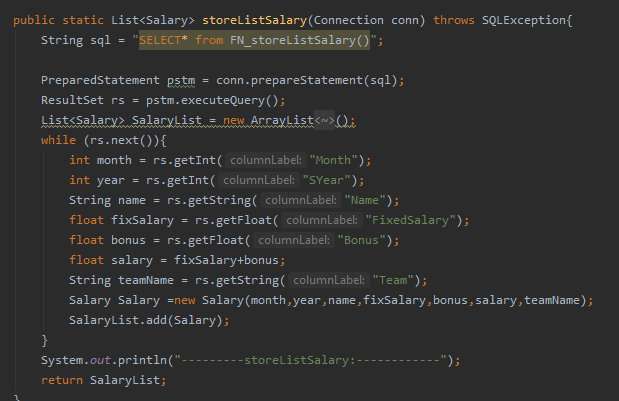 public static List<Salary> storeListSalary(Connection conn) throws SQLException{
String sql = "SELECT* from FN_storeListSalary()";
PreparedStatement pstm = conn.prepareStatement(sql);
ResultSet rs = pstm.executeQuery();
List<Salary> SalaryList = new ArrayList<~>();
while (rs.next()){
int month = rs.getInt( columnLabel: "Month");
int year = rs.getInt( columnLabel: "SYear");
String name = rs.getString( columnLabel: "Name");
float fixSalary = rs.getFloat( columnLabel: "FixedSalary");
float bonus = rs.getFloat( columnLabel: "Bonus");
float salary = fixSalary+bonus;
String teamName = rs.getString( columnLabel: "Team");
Salary Salary =new Salary(month,year,name,fixSalary,bonus,salary,teamName);
SalaryList.add(Salary);
}
System.out.println("---------storeListSalary:------------");
return SalaryList;
}